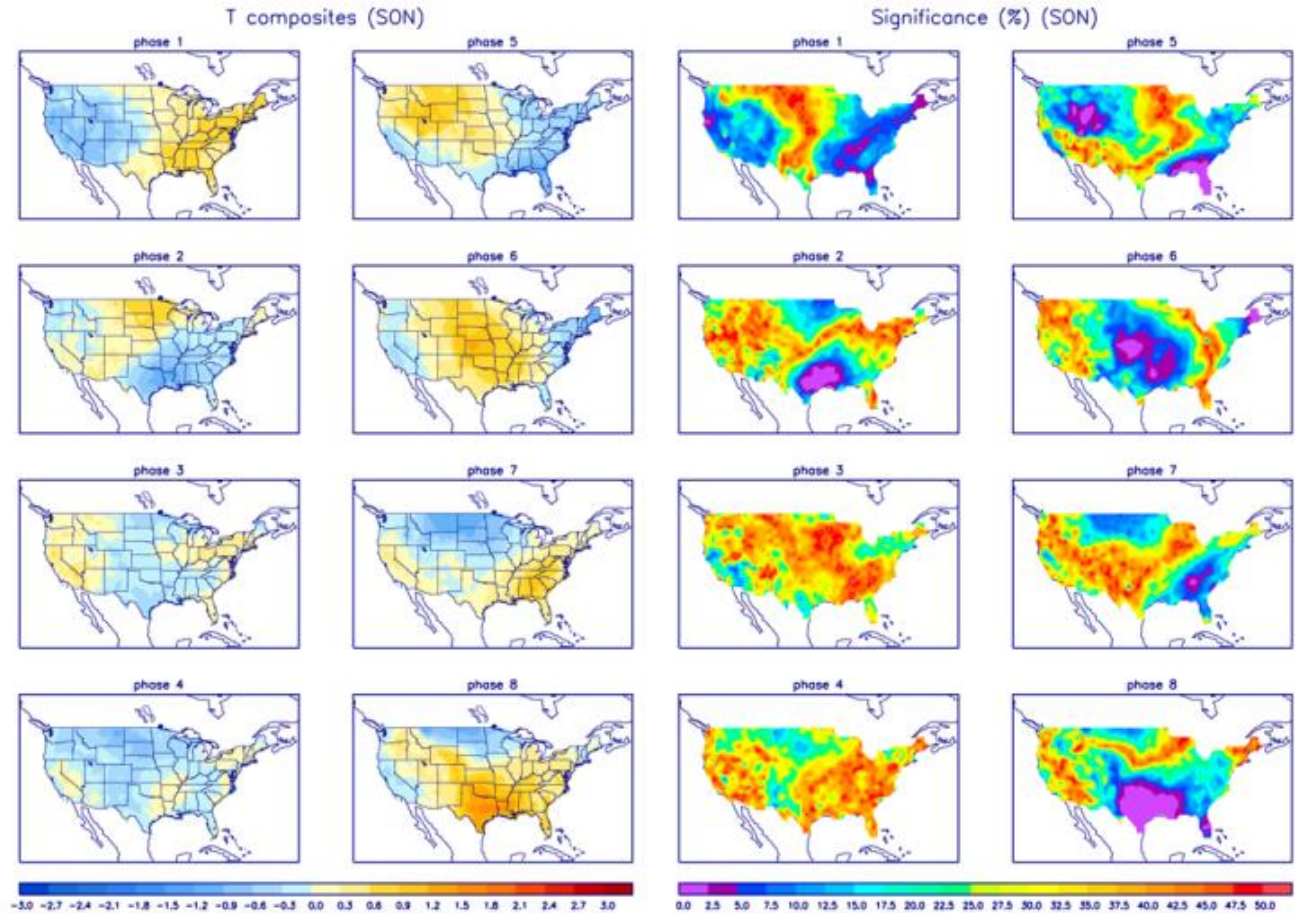 T composites (SON) Significance (%) (SON)
phase 1 phase 5 phase 1 phase 5
phase 2 phase 6 phase 2 phase 6
phase 3 phase 7 phase 3 phase 7
phase 4 phase 8 phase 4 phase 8
-3.0 -2.7 -2.4 -2.1 -1.8 -1.5 -1.2 -0.9 -0.6 -0.3 0.0 0.3 0.6 0.9 1.2 1.5 1.8 2.1 2.4 2.7 3.0 0.0 2.5 5.0 7.5 10.0 12.5 15.0 17.5 20.0 22.5 25.0 27.5 30.0 32.5 35.0 37.5 40.0 42.5 45.0 47.5 50.0